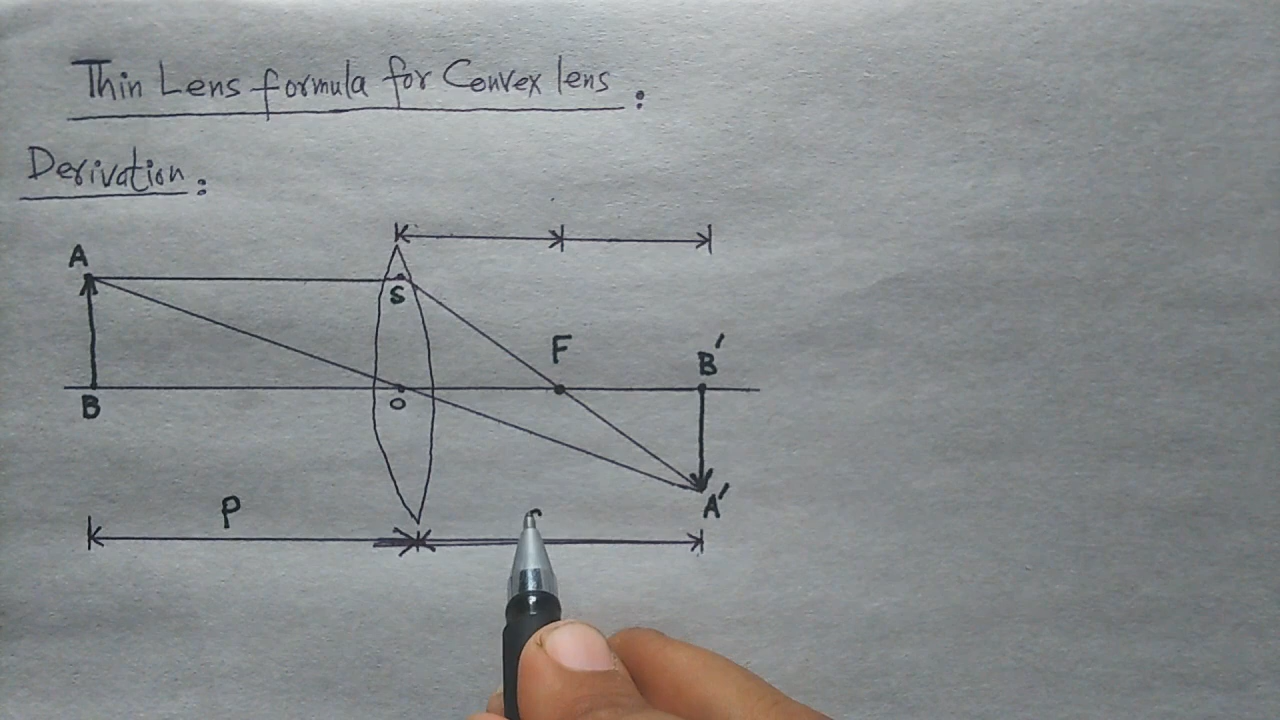 Thin Lens formula for Convex lens :
Derivation :
A
S
F
B'
B
O
P
A'